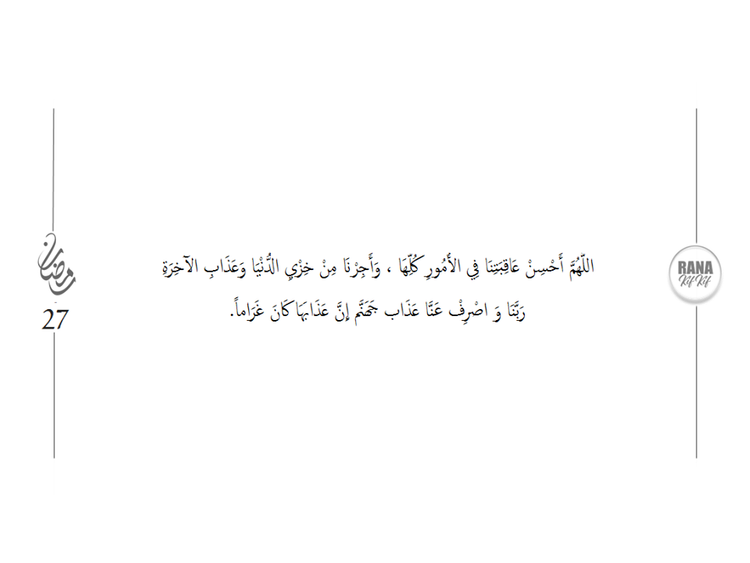 اللّهُمَّ أَحْسِنْ عَاقِبَتِنَا فِي الأَمُورِ كُلِّهَا ، وَأَجِرْنَا مِنْ خِزْيِ الدُّنْيَا وَعَذَابِ الآخِرَةِ
رَبَّنَا وَ اصْرِفْ عَنَّا عَذَاب جَهَنَّم إِنَّ عَذَابَهَا كَانَ غَرَاماً.
رمضان
27
RANA
Kif Kif